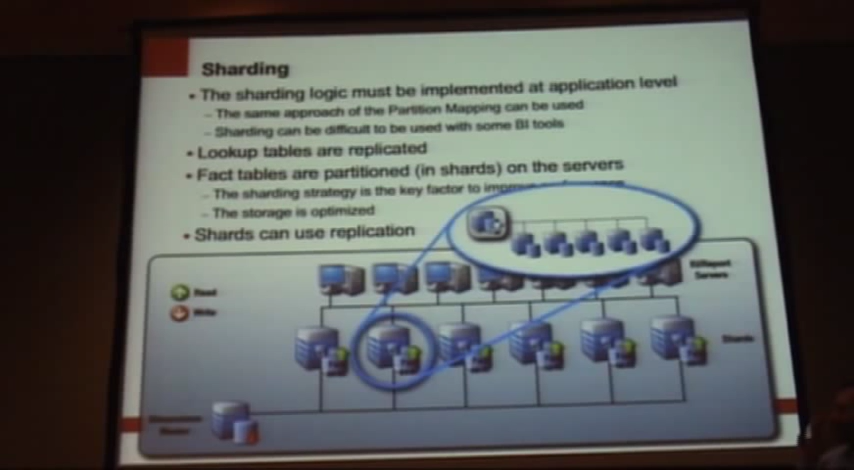 Sharding
• The sharding logic must be implemented at application level
– The same approach of the Partition Mapping can be used
– Sharding can be difficult to be used with some BI tools
• Lookup tables are replicated
• Fact tables are partitioned (in shards) on the servers
– The sharding strategy is the key factor to
– The storage is optimized
• Shards can use replication
Read
Write
Servers
Shards